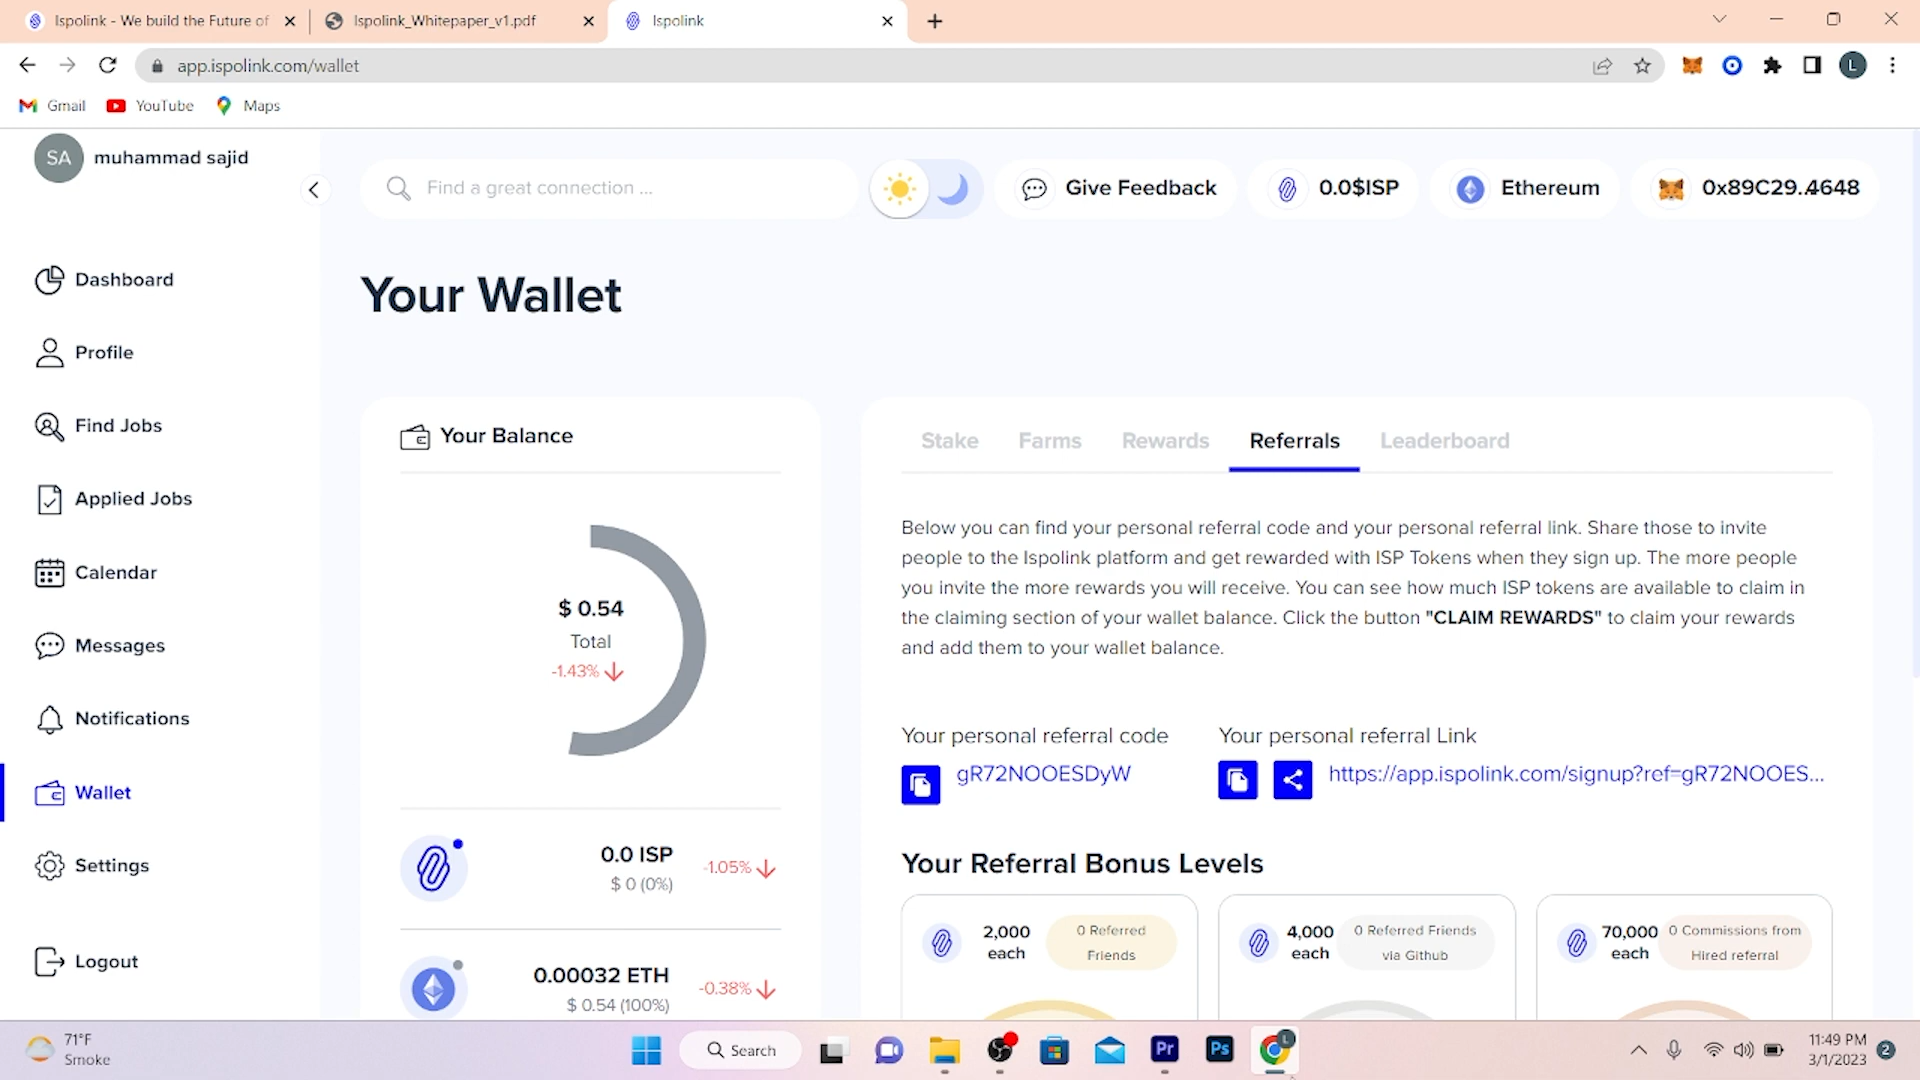 Ispolink - We build the Future of
Ispolink_Whitepaper_v1.pdf
Ispolink
app.ispolink.com/wallet
L
Gmail
YouTube
Maps
SA
muhammad sajid
Find a great connection ...
Give Feedback
0.0$ISP
Ethereum
0x89C29..4648
Dashboard
Profile
Find Jobs
Applied Jobs
Calendar
Messages
Notifications
Wallet
Settings
Logout
Your Wallet
Your Balance
$ 0.54
Total
-1.43%
0.0 ISP
$ 0 (0%)
-1.05%
0.00032 ETH
$ 0.54 (100%)
-0.38%
Stake
Farms
Rewards
Referrals
Leaderboard
Below you can find your personal referral code and your personal referral link. Share those to invite
people to the Ispolink platform and get rewarded with ISP Tokens when they sign up. The more people
you invite the more rewards you will receive. You can see how much ISP tokens are available to claim in
the claiming section of your wallet balance. Click the button "CLAIM REWARDS" to claim your rewards
and add them to your wallet balance.
Your personal referral code
gR72NOOESDyW
Your personal referral Link
https://app.ispolink.com/signup?ref=gR72NOOES...
Your Referral Bonus Levels
2,000
each
0 Referred
Friends
4,000
each
0 Referred Friends
via Github
70,000
each
0 Commissions from
Hired referral
71°F
Smoke
Search
Pr
Ps
L
11:49 PM
3/1/2023
2